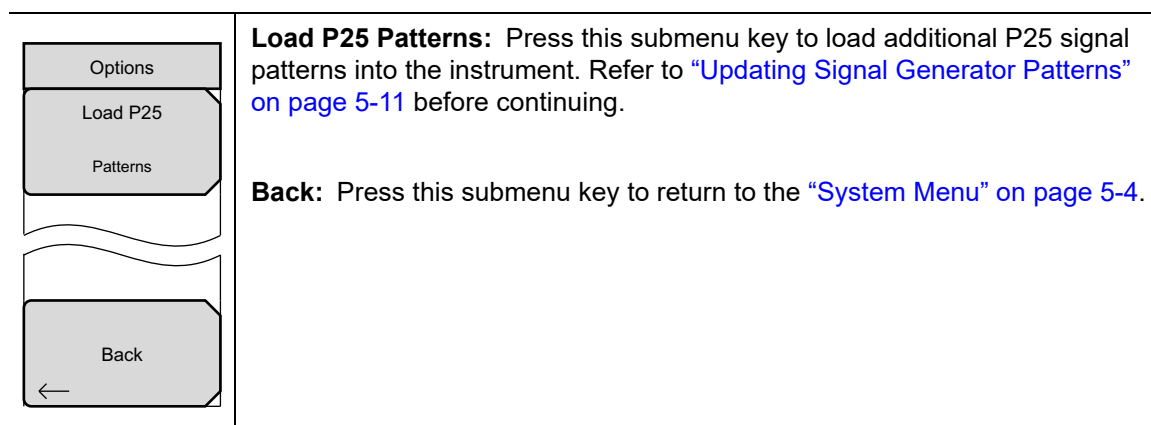 Options
Load P25
Patterns
Back
Load P25 Patterns: Press this submenu key to load additional P25 signal
patterns into the instrument. Refer to “Updating Signal Generator Patterns”
on page 5-11 before continuing.
Back: Press this submenu key to return to the “System Menu” on page 5-4.